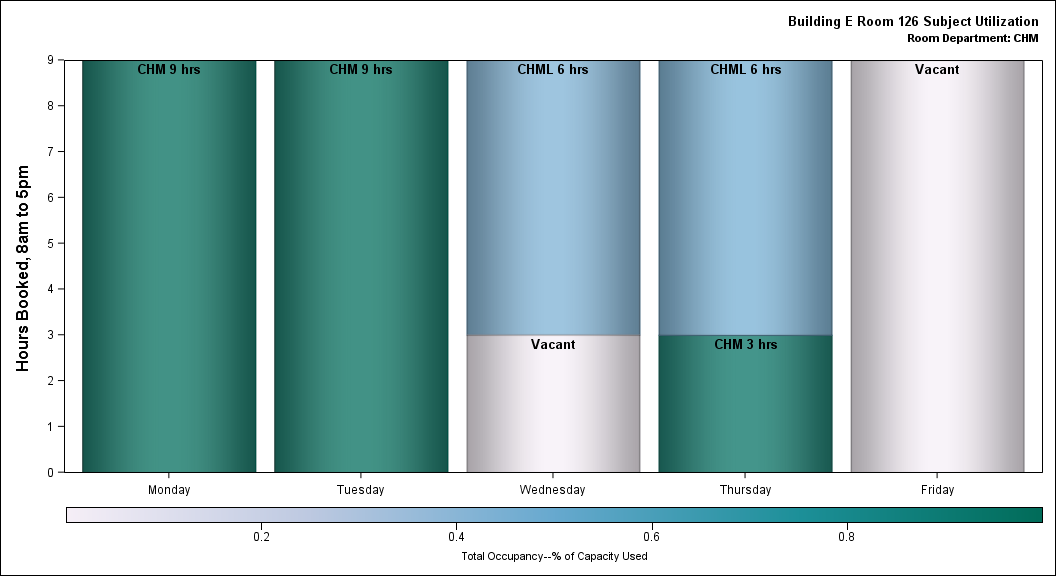 Building E Room 126 Subject Utilization
Room Department: CHM
Hours Booked, 8am to 5pm
9
8
7
6
5
4
3
2
1
0
CHM 9 hrs
CHM 9 hrs
CHML 6 hrs
CHML 6 hrs
Vacant
Vacant
CHM 3 hrs
Monday
Tuesday
Wednesday
Thursday
Friday
0.2
0.4
0.6
0.8
Total Occupancy--% of Capacity Used